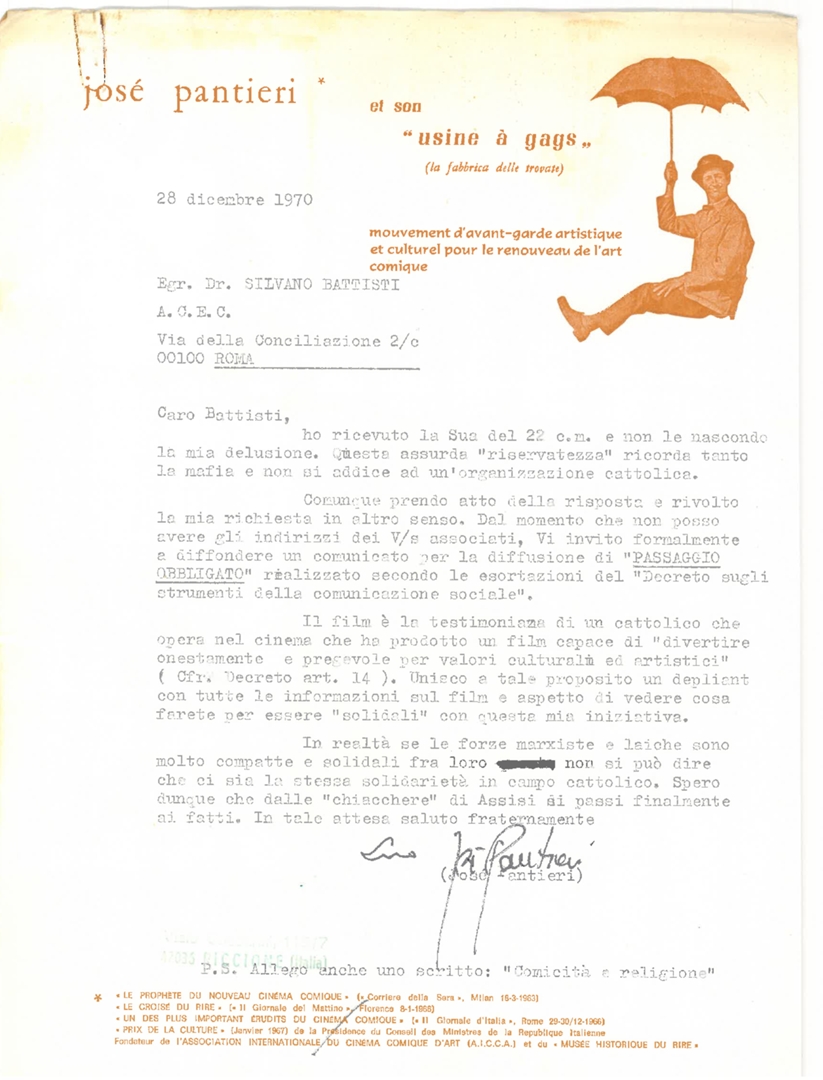 josé pantieri *
et son
“ usine à gags „
(la fabbrica delle trovate)
28 dicembre 1970
mouvement d'avant-garde artistique
et culturel pour le renouveau de l'art
comique
Egr. Dr. SILVANO BATTISTI
A.C.E.C.
Via della Conciliazione 2/c
00100 ROMA
Caro Battisti,
ho ricevuto la Sua del 22 c.m. e non le nascondo
la mia delusione. Questa assurda "riservatezza" ricorda tanto
la mafia e non si addice ad un'organizzazione cattolica.
Comunque prendo atto della risposta e rivolto
la mia richiesta in altro senso. Dal momento che non posso
avere gli indirizzi dei V/s associati, Vi invito formalmente
a diffondere un comunicato per la diffusione di "PASSAGGIO
OBBLIGATO" realizzato secondo le esortazioni del "Decreto sugli
strumenti della comunicazione sociale".
Il film è la testimoniaza di un cattolico che
opera nel cinema che ha prodotto un film capace di "divertire
onestamente e pregevole per valori culturali ed artistici"
( Cfr. Decreto art. 14 ). Unisco a tale proposito un depliant
con tutte le informazioni sul film e aspetto di vedere cosa
farete per essere "solidali" con questa mia iniziativa.
In realtà se le forze marxiste e laiche sono
molto compatte e solidali fra loro non si può dire
che ci sia la stessa solidarietà in campo cattolico. Spero
dunque che dalle "chiacchere" di Assisi si passi finalmente
ai fatti. In tale attesa saluto fraternamente
Suo José Pantieri
(José Pantieri)
RICCIONE (Italia)
P.S. Allego anche uno scritto: "Comicità e religione"
* « LE PROPHÈTE DU NOUVEAU CINÉMA COMIQUE » (« Corriere della Sera », Milan 16-3-1963)
« LE CROISÉ DU RIRE » (« Il Giornale del Mattino », Florence 8-1-1966)
« UN DES PLUS IMPORTANT ÉRUDITS DU CINÉMA COMIQUE » (« Il Giornale d'Italia », Rome 29-30/12-1966)
« PRIX DE LA CULTURE » (Janvier 1967) de la Présidence du Conseil des Ministres de la Republique Italienne
Fondateur de l'ASSOCIATION INTERNATIONALE DU CINÉMA COMIQUE D'ART (A.I.C.C.A.) et du « MUSÉE HISTORIQUE DU RIRE »